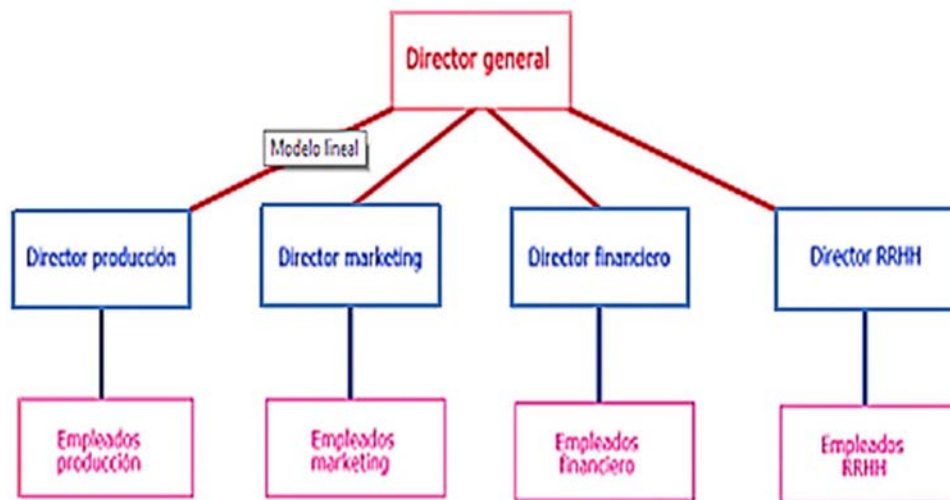 Director general
Modelo lineal
Director producción
Director marketing
Director financiero
Director RRHH
Empleados
producción
Empleados
marketing
Empleados
financiero
Empleados
RRHH